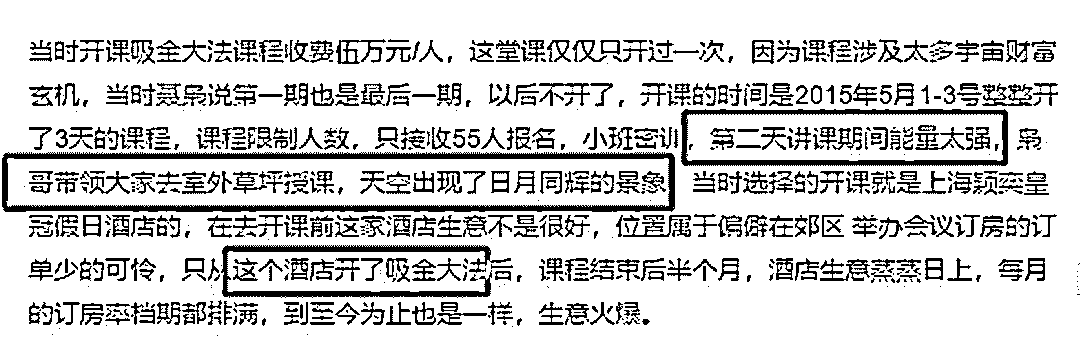 当时开课吸金大法课程收费伍万元/人，这堂课仅仅只开过一次，因为课程涉及太多宇宙财富
玄机，当时聂枭说第一期也是最后一期，以后不开了，开课的时间是2015年5月1-3号整整开
了3天的课程，课程限制人数，只接收55人报名，小班密训，第二天讲课期间能量太强，枭
哥带领大家去室外草坪授课，天空出现了日月同辉的景象 当时选择的开课就是上海颖奕皇
冠假日酒店的，在去开课前这家酒店生意不是很好，位置属于偏僻在郊区 举办会议订房的订
单少的可怜，只从这个酒店开了吸金大法后，课程结束后半个月，酒店生意蒸蒸日上，每月
的订房率档期都排满，到至今为止也是一样，生意火爆。